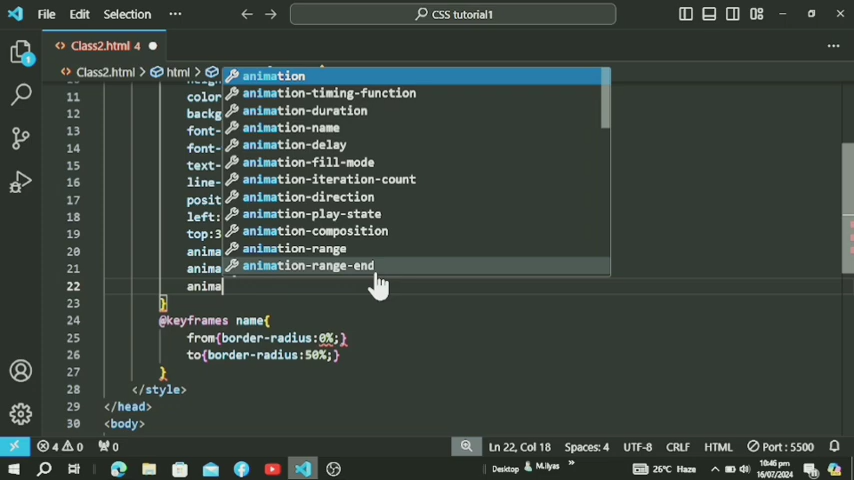 File Edit Selection ··· CSS tutorial1
Class2.html 4
Class2.html > html >
11 color
12 backg
13 font-
14 font-
15 text-
16 line-
17 posit
18 left:
19 top:3
20 anima
21 anima
22 anima
animation
animation-timing-function
animation-duration
animation-name
animation-delay
animation-fill-mode
animation-iteration-count
animation-direction
animation-play-state
animation-composition
animation-range
animation-range-end
23 }
24 @keyframes name{
25 from{border-radius:0%;}
26 to{border-radius:50%;}
27 }
28 </style>
29 </head>
30 <body>
1
4 0 0 Ln 22, Col 18 Spaces: 4 UTF-8 CRLF HTML Port : 5500
Desktop M.Ilyas » 26°C Haze 10:46 pm
16/07/2024